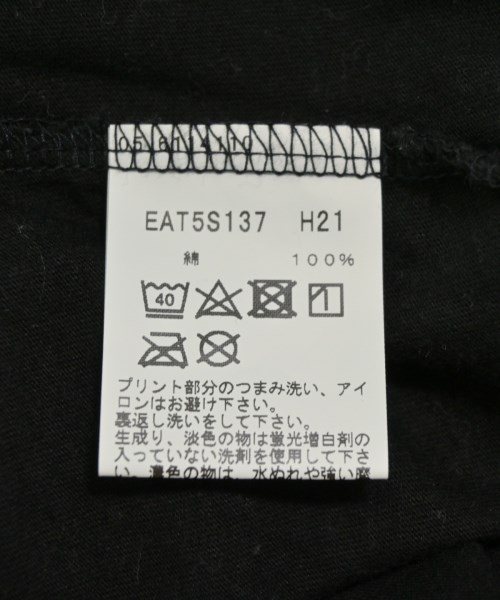 EAT5S137 H21
綿 100%
40
プリント部分のつまみ洗い、アイ
ロンはお避け下さい。
裏返し洗いをして下さい。
生成り、淡色の物は蛍光増白剤の
入っていない洗剤を使用して下さ
い。濃色の物は、水ぬれや強い摩